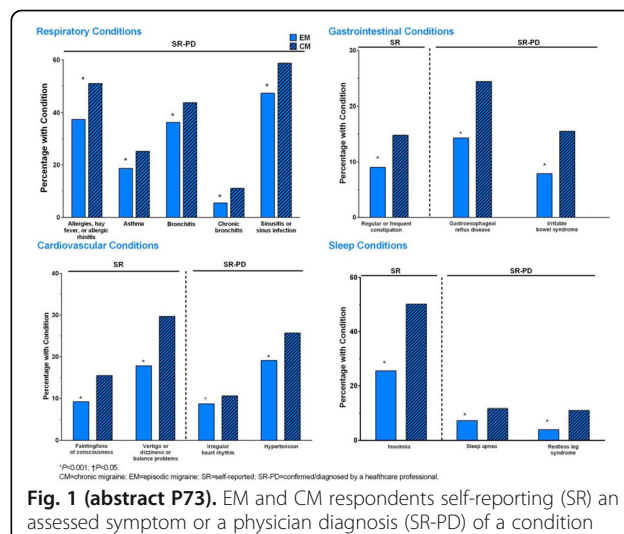 Respiratory Conditions
SR-PD
EM
CM
Percentage with Condition
60
40
20
0
*
*
*
*
*
Allergies, hay
fever, or allergic
rhinitis
Asthma
Bronchitis
Chronic
bronchitis
Sinusitis or
sinus infection
Gastrointestinal Conditions
SR
SR-PD
Percentage with Condition
30
20
10
0
*
*
*
Regular or frequent
constipation
Gastroesophageal
reflux disease
Irritable
bowel syndrome
Cardiovascular Conditions
SR
SR-PD
Percentage with Condition
40
30
20
10
0
*
*
†
*
Fainting/loss
of conscousness
Vertigo or
dizziness or
balance problems
Irregular
heart rhythm
Hypertension
Sleep Conditions
SR
SR-PD
Percentage with Condition
60
40
20
0
*
*
*
Insomnia
Sleep apnea
Restless leg
syndrome
*P<0.001; †P<0.05.
CM=chronic migraine; EM=episodic migraine; SR=self-reported; SR-PD=confirmed/diagnosed by a healthcare professional.
Fig. 1 (abstract P73). EM and CM respondents self-reporting (SR) an
assessed symptom or a physician diagnosis (SR-PD) of a condition